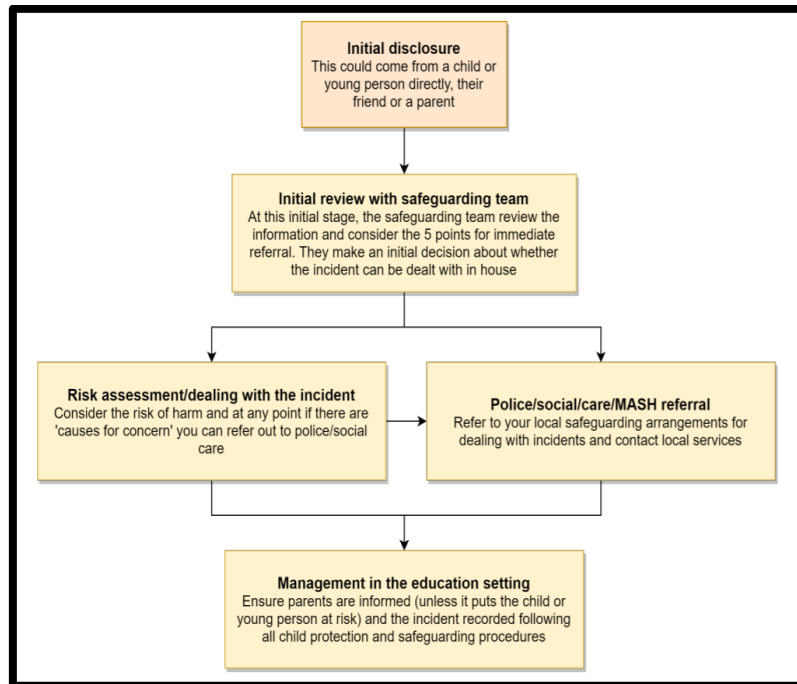 Initial disclosure
This could come from a child or
young person directly, their
friend or a parent
Initial review with safeguarding team
At this initial stage, the safeguarding team review the
information and consider the 5 points for immediate
referral. They make an initial decision about whether
the incident can be dealt with in house
Risk assessment/dealing with the incident
Consider the risk of harm and at any point if there are
'causes for concern' you can refer out to police/social
care
Police/social/care/MASH referral
Refer to your local safeguarding arrangements for
dealing with incidents and contact local services
Management in the education setting
Ensure parents are informed (unless it puts the child or
young person at risk) and the incident recorded following
all child protection and safeguarding procedures